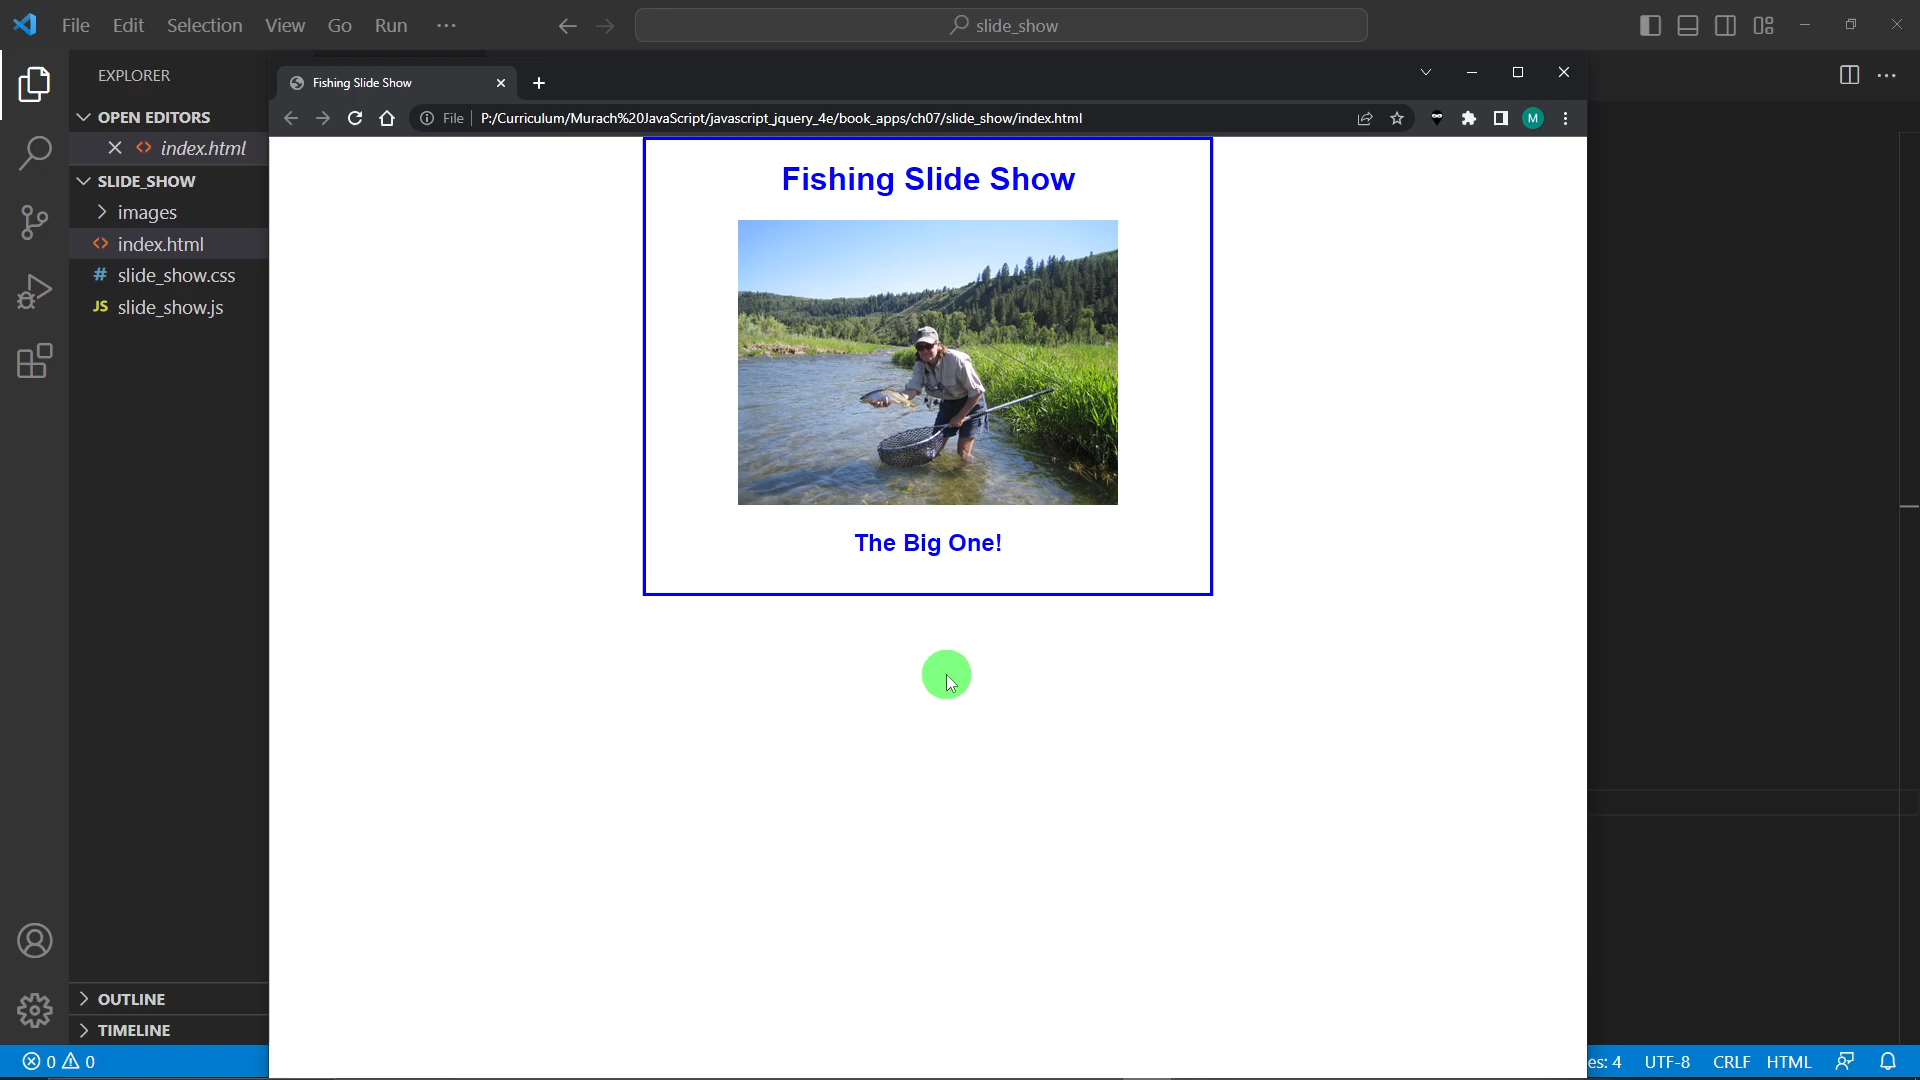 File Edit Selection View Go Run ···
slide_show
EXPLORER
OPEN EDITORS
index.html
SLIDE_SHOW
images
index.html
# slide_show.css
JS slide_show.js
OUTLINE
TIMELINE
0 0
Fishing Slide Show
File P:/Curriculum/Murach%20JavaScript/javascript_jquery_4e/book_apps/ch07/slide_show/index.html
M
Fishing Slide Show
The Big One!
es: 4 UTF-8 CRLF HTML